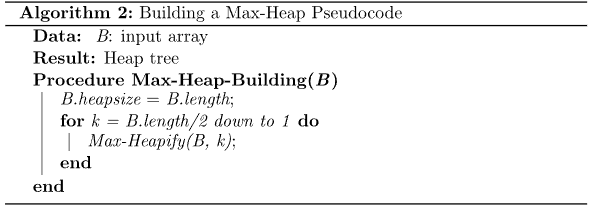 Algorithm 2: Building a Max-Heap Pseudocode
Data: B: input array
Result: Heap tree
Procedure Max-Heap-Building(B)
B.heapsize = B.length;
for k = B.length/2 down to 1 do
Max-Heapify(B, k);
end
end